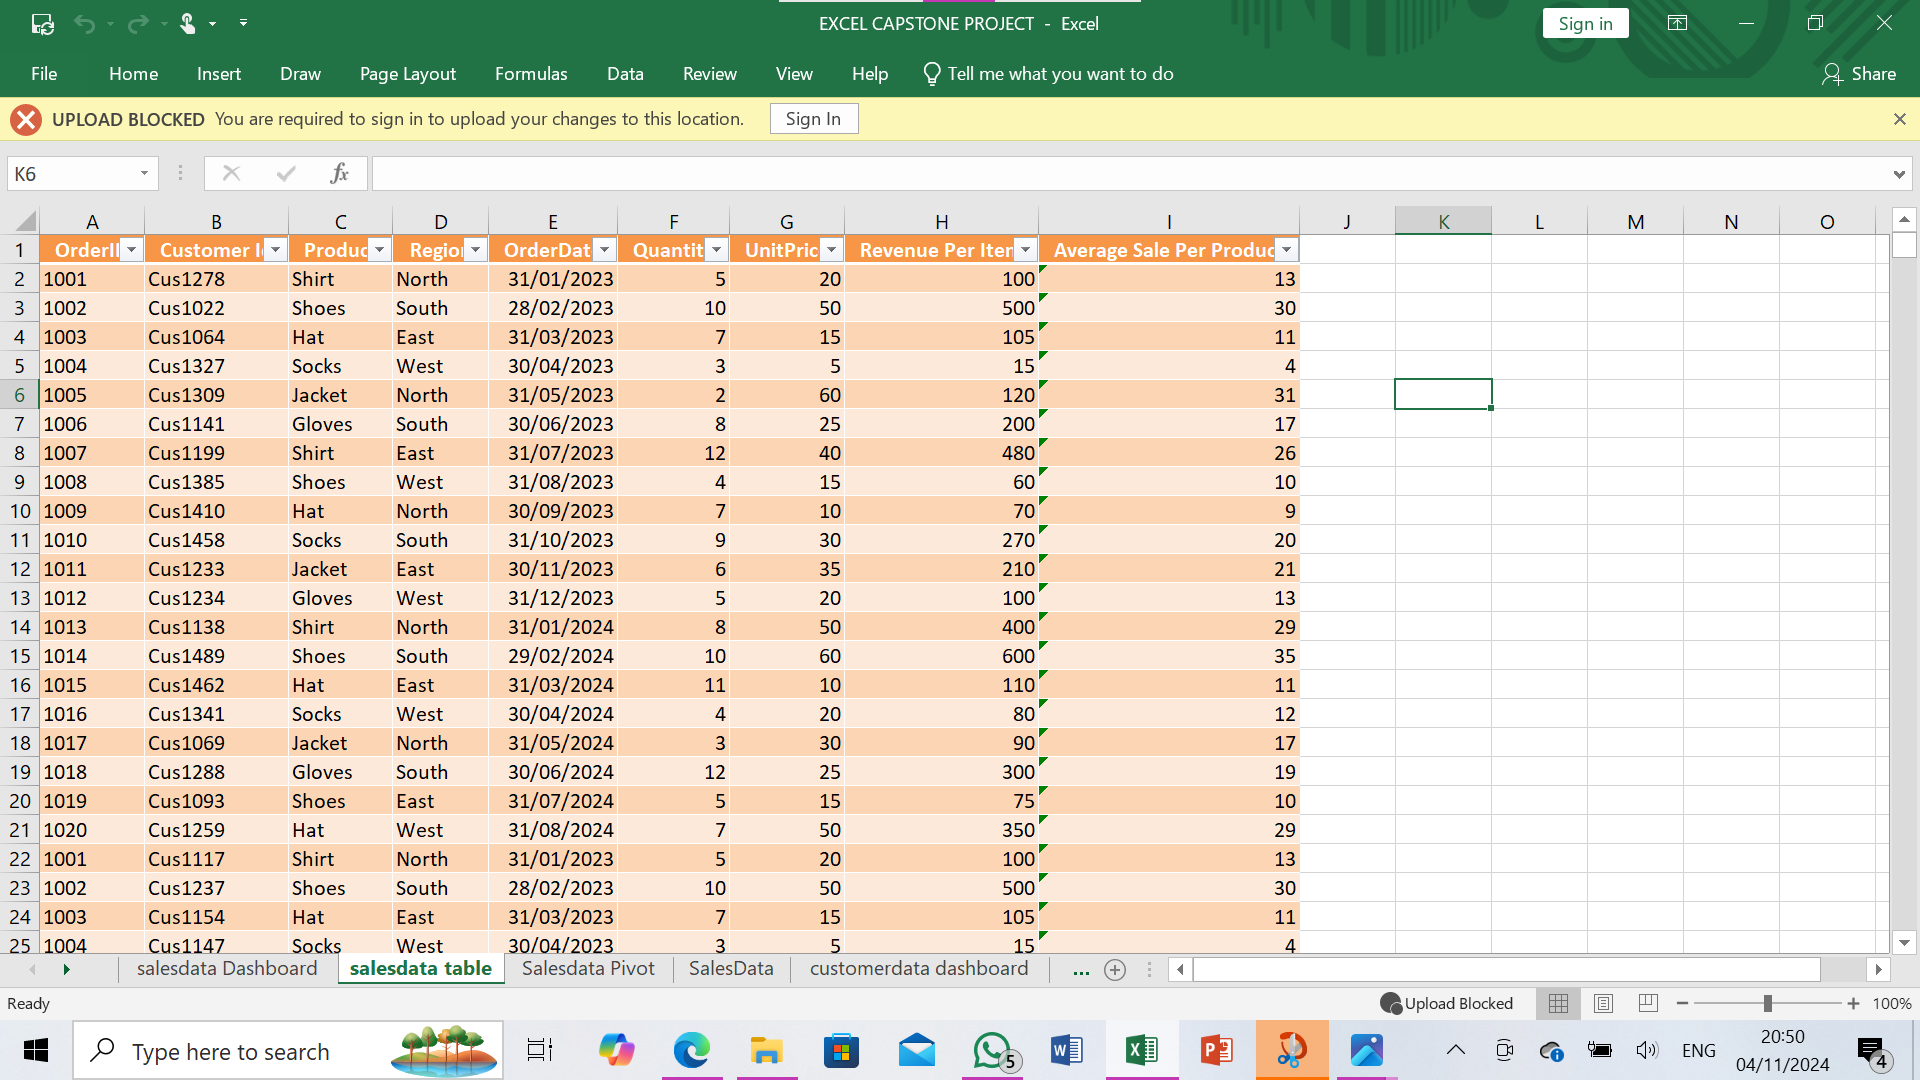 EXCEL CAPSTONE PROJECT - Excel
Sign in
File Home Insert Draw Page Layout Formulas Data Review View Help Tell me what you want to do Share
UPLOAD BLOCKED You are required to sign in to upload your changes to this location. Sign In
K6 fx
A B C D E F G H I J K L M N O
1 OrderI Customer I Produc Regio OrderDat Quantit UnitPric Revenue Per Iter Average Sale Per Produc
2 1001 Cus1278 Shirt North 31/01/2023 5 20 100 13
3 1002 Cus1022 Shoes South 28/02/2023 10 50 500 30
4 1003 Cus1064 Hat East 31/03/2023 7 15 105 11
5 1004 Cus1327 Socks West 30/04/2023 3 5 15 4
6 1005 Cus1309 Jacket North 31/05/2023 2 60 120 31
7 1006 Cus1141 Gloves South 30/06/2023 8 25 200 17
8 1007 Cus1199 Shirt East 31/07/2023 12 40 480 26
9 1008 Cus1385 Shoes West 31/08/2023 4 15 60 10
10 1009 Cus1410 Hat North 30/09/2023 7 10 70 9
11 1010 Cus1458 Socks South 31/10/2023 9 30 270 20
12 1011 Cus1233 Jacket East 30/11/2023 6 35 210 21
13 1012 Cus1234 Gloves West 31/12/2023 5 20 100 13
14 1013 Cus1138 Shirt North 31/01/2024 8 50 400 29
15 1014 Cus1489 Shoes South 29/02/2024 10 60 600 35
16 1015 Cus1462 Hat East 31/03/2024 11 10 110 11
17 1016 Cus1341 Socks West 30/04/2024 4 20 80 12
18 1017 Cus1069 Jacket North 31/05/2024 3 30 90 17
19 1018 Cus1288 Gloves South 30/06/2024 12 25 300 19
20 1019 Cus1093 Shoes East 31/07/2024 5 15 75 10
21 1020 Cus1259 Hat West 31/08/2024 7 50 350 29
22 1001 Cus1117 Shirt North 31/01/2023 5 20 100 13
23 1002 Cus1237 Shoes South 28/02/2023 10 50 500 30
24 1003 Cus1154 Hat East 31/03/2023 7 15 105 11
25 1004 Cus1147 Socks West 30/04/2023 3 5 15 4
salesdata Dashboard salesdata table Salesdata Pivot SalesData customerdata dashboard ...
Ready Upload Blocked 100%
Type here to search 5 ENG 20:50 4
04/11/2024